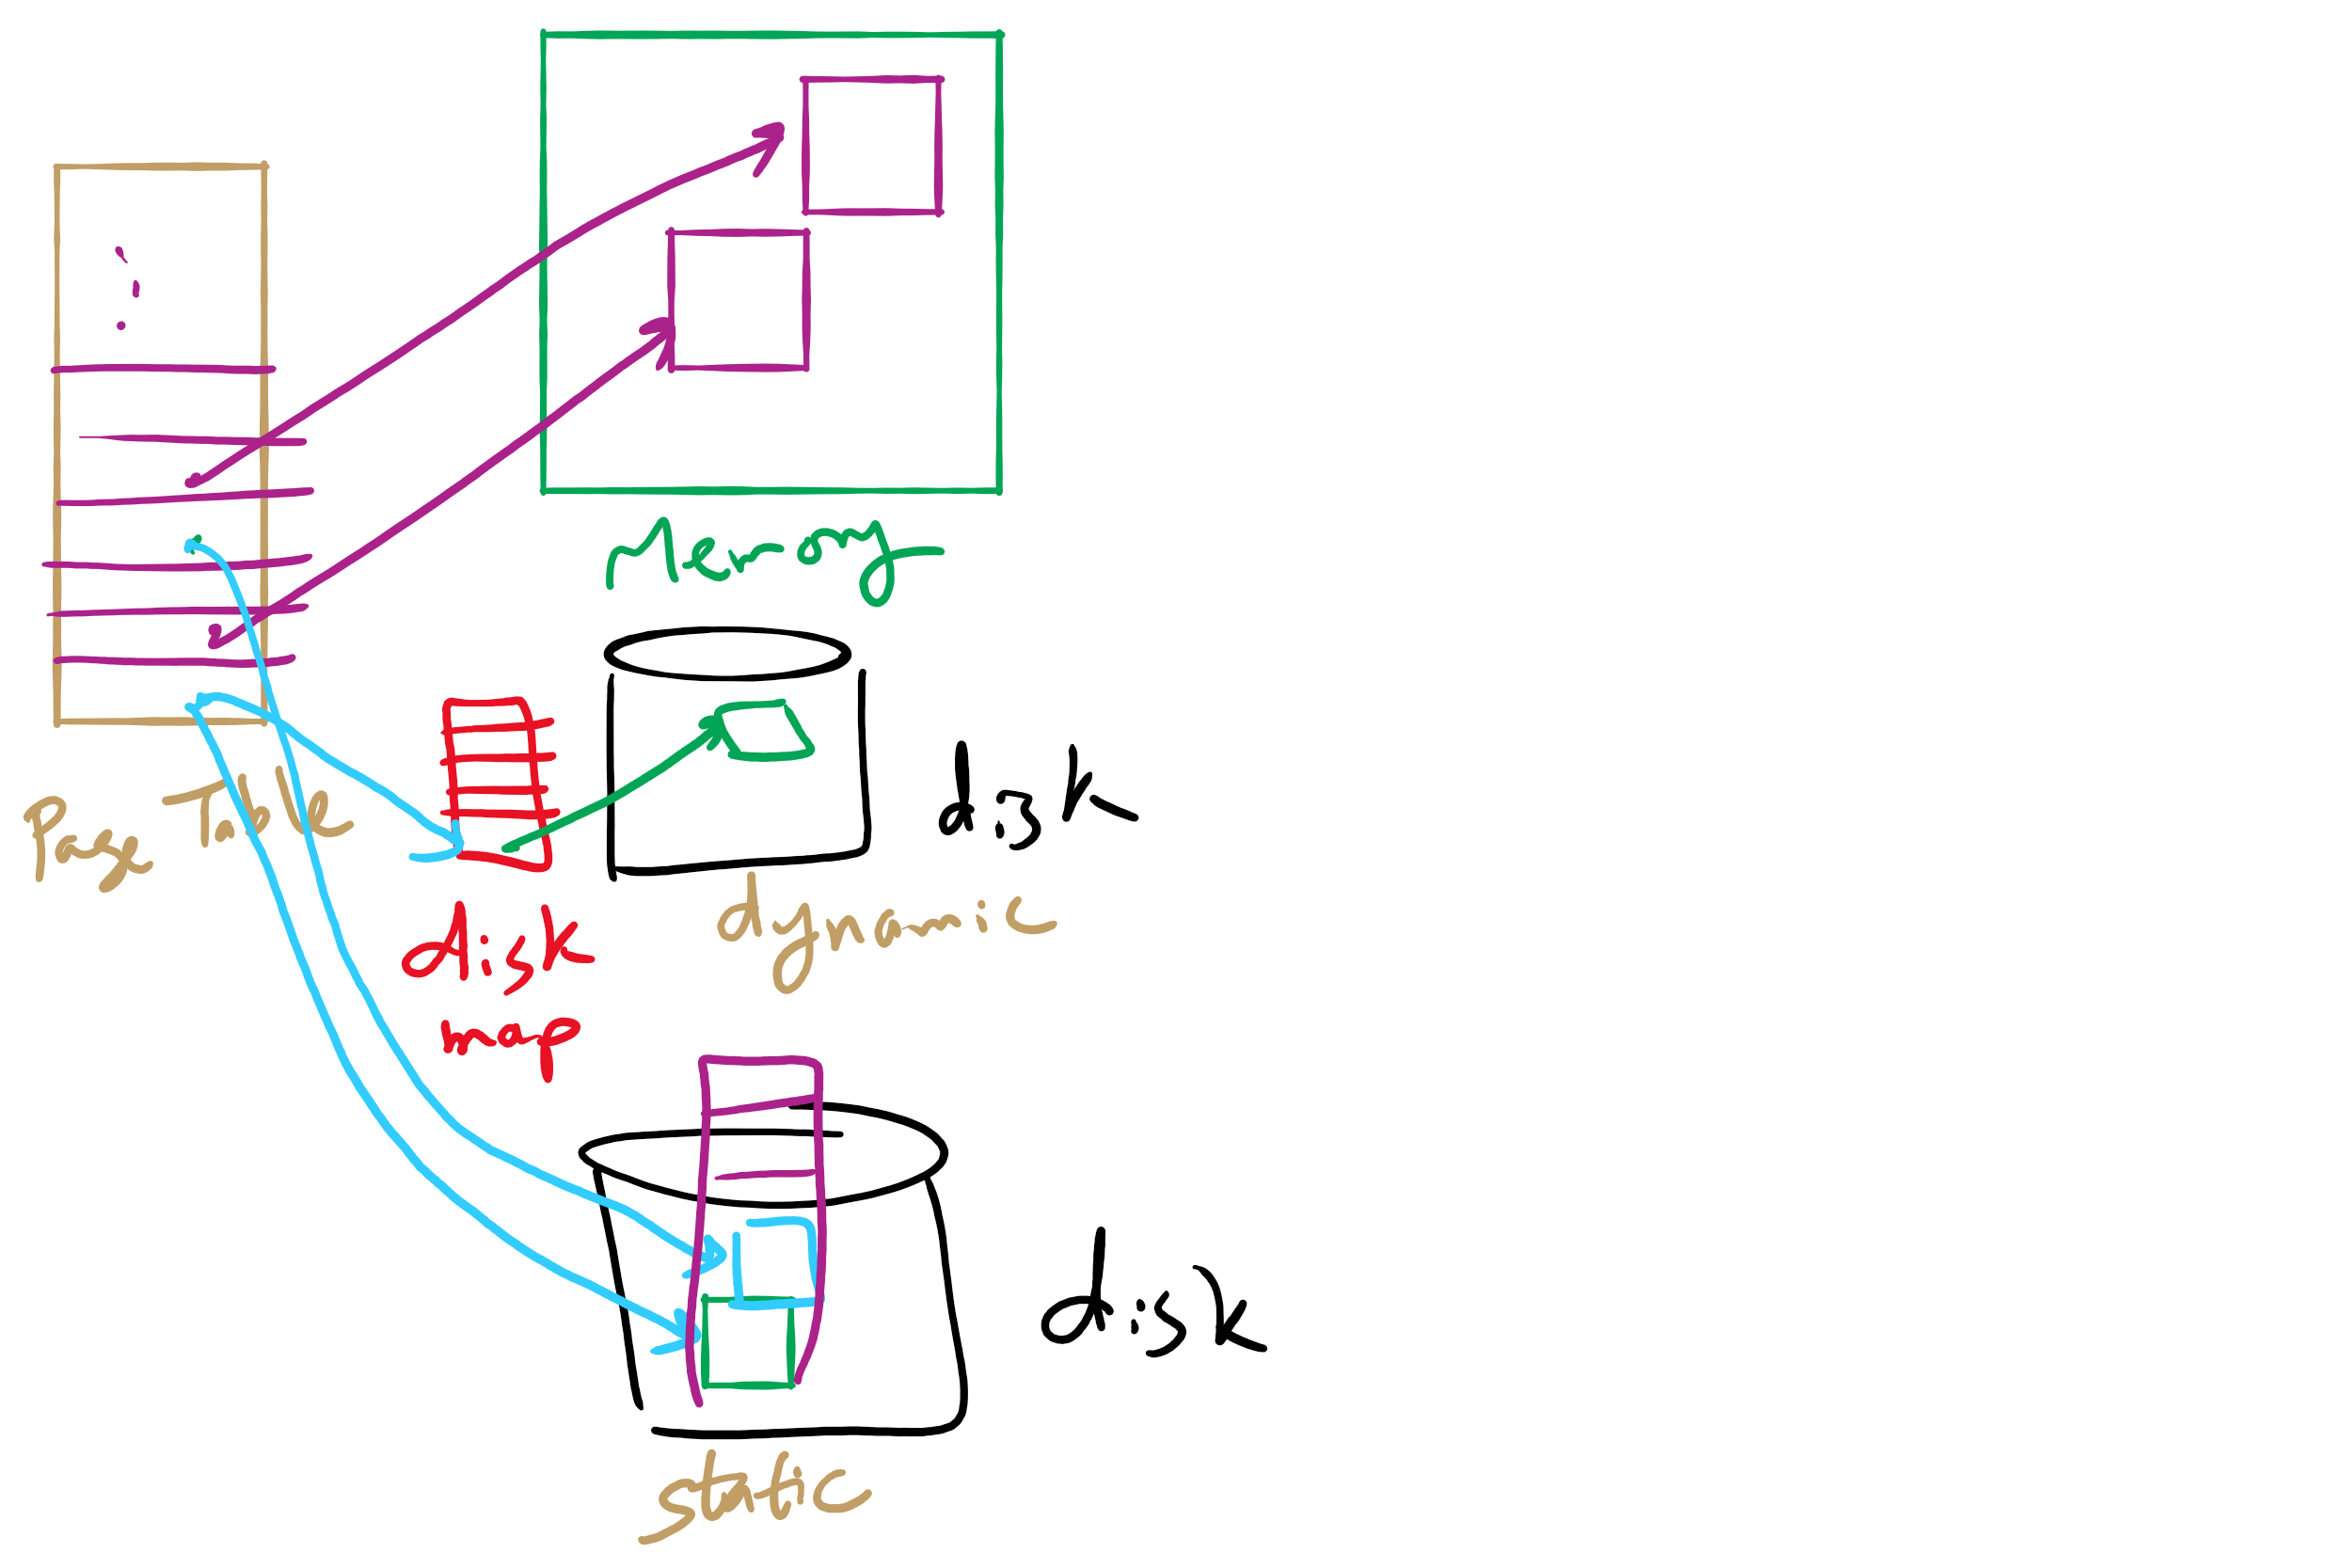 Memory
Page Table
disk
disk
map
dynamic
disk
static